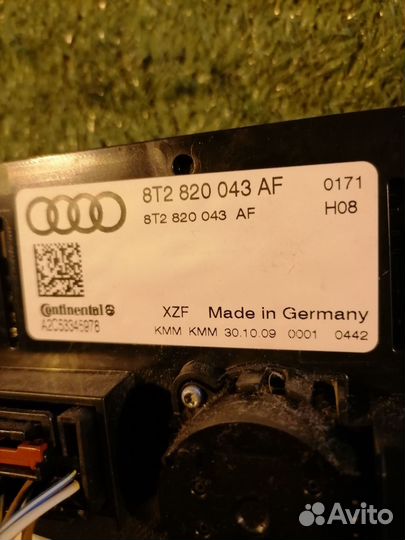 8T2 820 043 AF 0171
8T2 820 043 AF H08
Continental
A2C53345978
XZF Made in Germany
KMM KMM 30.10.09 0001 0442
Avito